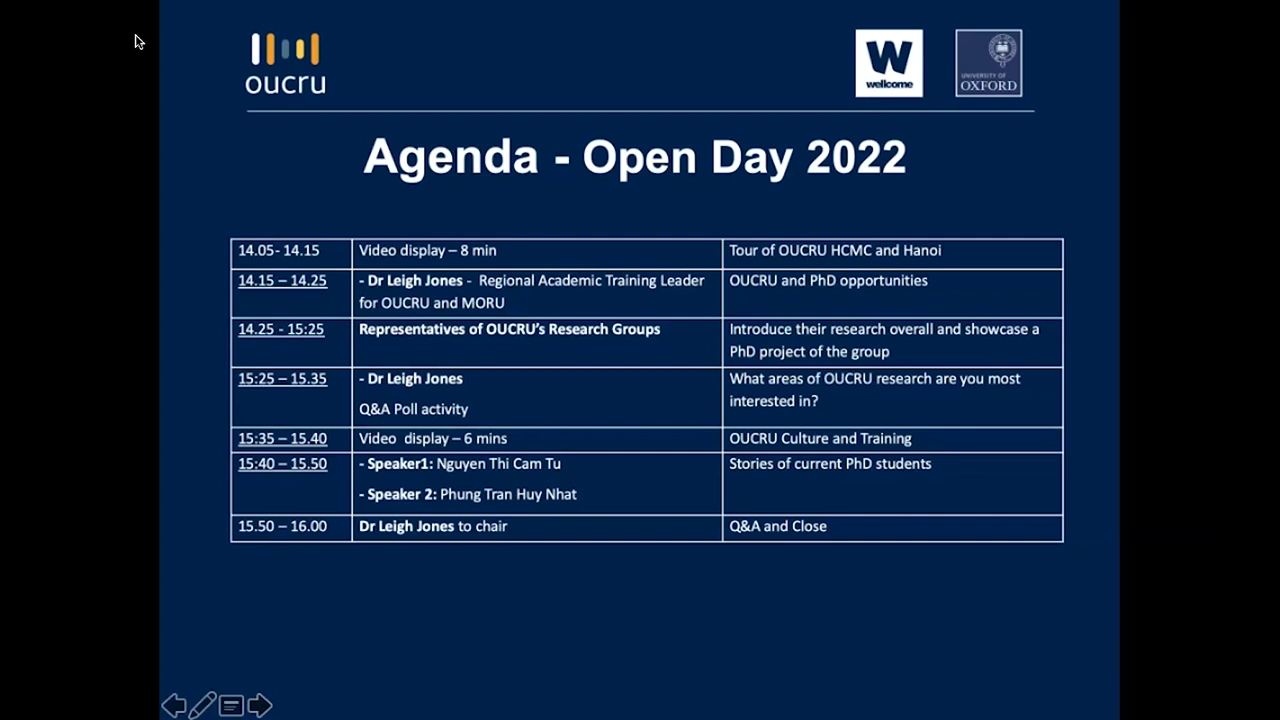 oucru
W
wellcome
UNIVERSITY OF
OXFORD
Agenda - Open Day 2022
14.05- 14.15
Video display – 8 min
Tour of OUCRU HCMC and Hanoi
14.15 – 14.25
- Dr Leigh Jones - Regional Academic Training Leader
for OUCRU and MORU
OUCRU and PhD opportunities
14.25 - 15:25
Representatives of OUCRU's Research Groups
Introduce their research overall and showcase a
PhD project of the group
15:25 – 15.35
- Dr Leigh Jones
Q&A Poll activity
What areas of OUCRU research are you most
interested in?
15:35 – 15.40
Video  display – 6 mins
OUCRU Culture and Training
15:40 – 15.50
- Speaker1: Nguyen Thi Cam Tu
- Speaker 2: Phung Tran Huy Nhat
Stories of current PhD students
15.50 – 16.00
Dr Leigh Jones to chair
Q&A and Close